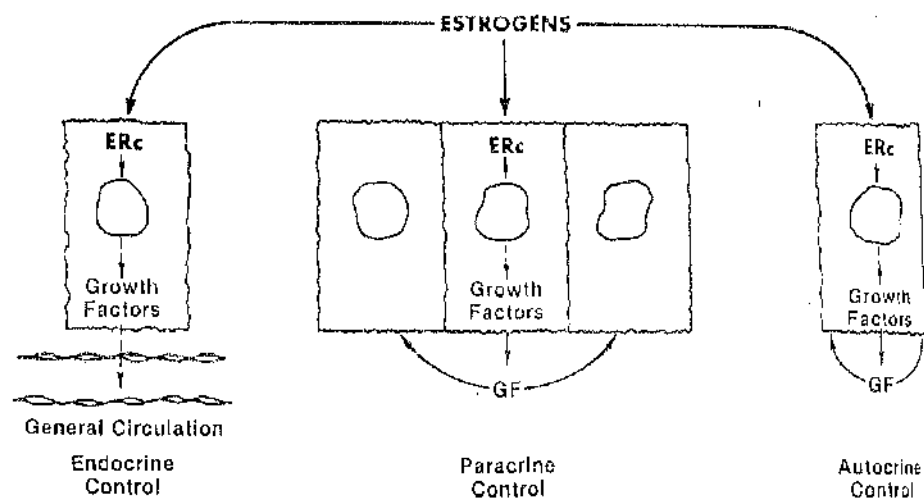 ESTROGENS
ERc
Growth
Factors
General Circulation
Endocrine
Control
ERc
Growth
Factors
GF
Paracrine
Control
ERc
Growth
Factors
GF
Autocrine
Control